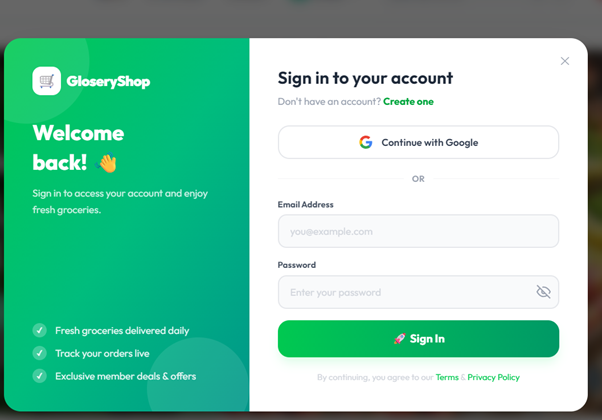 GloseryShop
Welcome
back! 👋
Sign in to access your account and enjoy
fresh groceries.
Fresh groceries delivered daily
Track your orders live
Exclusive member deals & offers
Sign in to your account
Don't have an account? Create one
Continue with Google
OR
Email Address
you@example.com
Password
Enter your password
🚀 Sign In
By continuing, you agree to our Terms & Privacy Policy